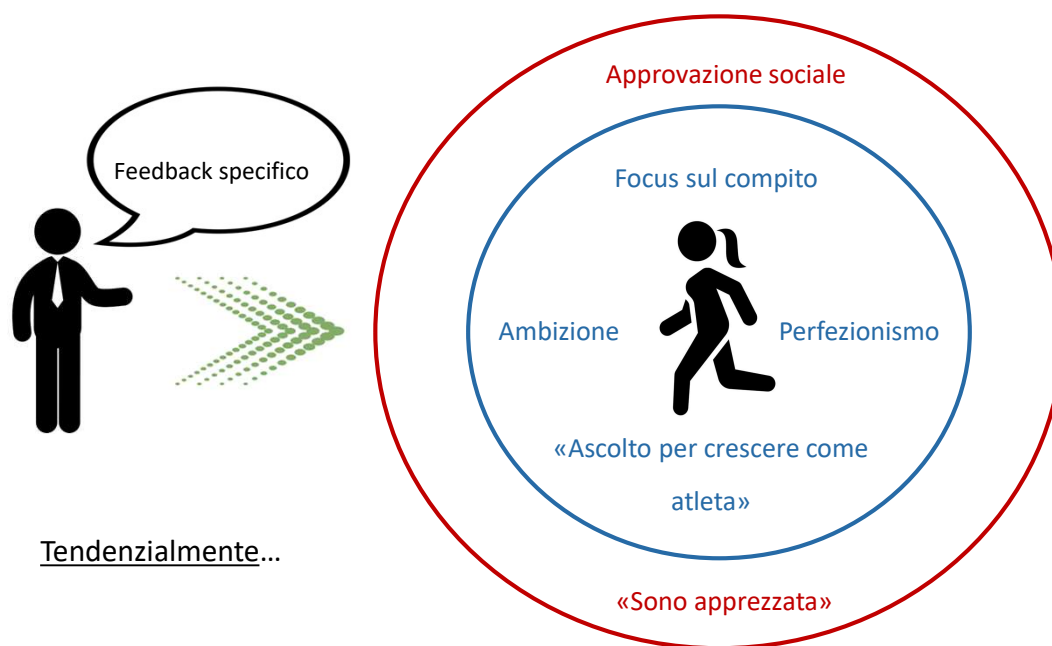 Approvazione sociale
Feedback specifico
Focus sul compito
Ambizione
Perfezionismo
«Ascolto per crescere come
atleta»
Tendenzialmente...
«Sono apprezzata»